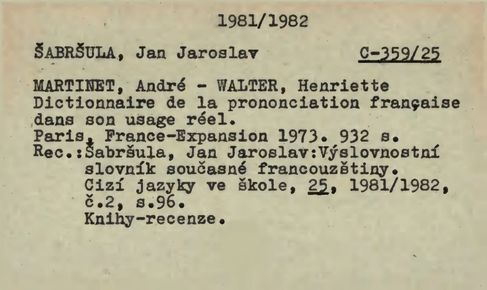 1981/1982
ŠABRŠULA, Jan Jaroslav C-359/25
MARTINET, André - WALTER, Henriette
Dictionnaire de la prononciation française
dans son usage réel.
Paris, France-Expansion 1973. 932 s.
Rec.:Šabršula, Jan Jaroslav:Výslovnostní
slovník současné francouzštiny.
Cizí jazyky ve škole, 25, 1981/1982,
č.2, s.96.
Knihy-recenze.